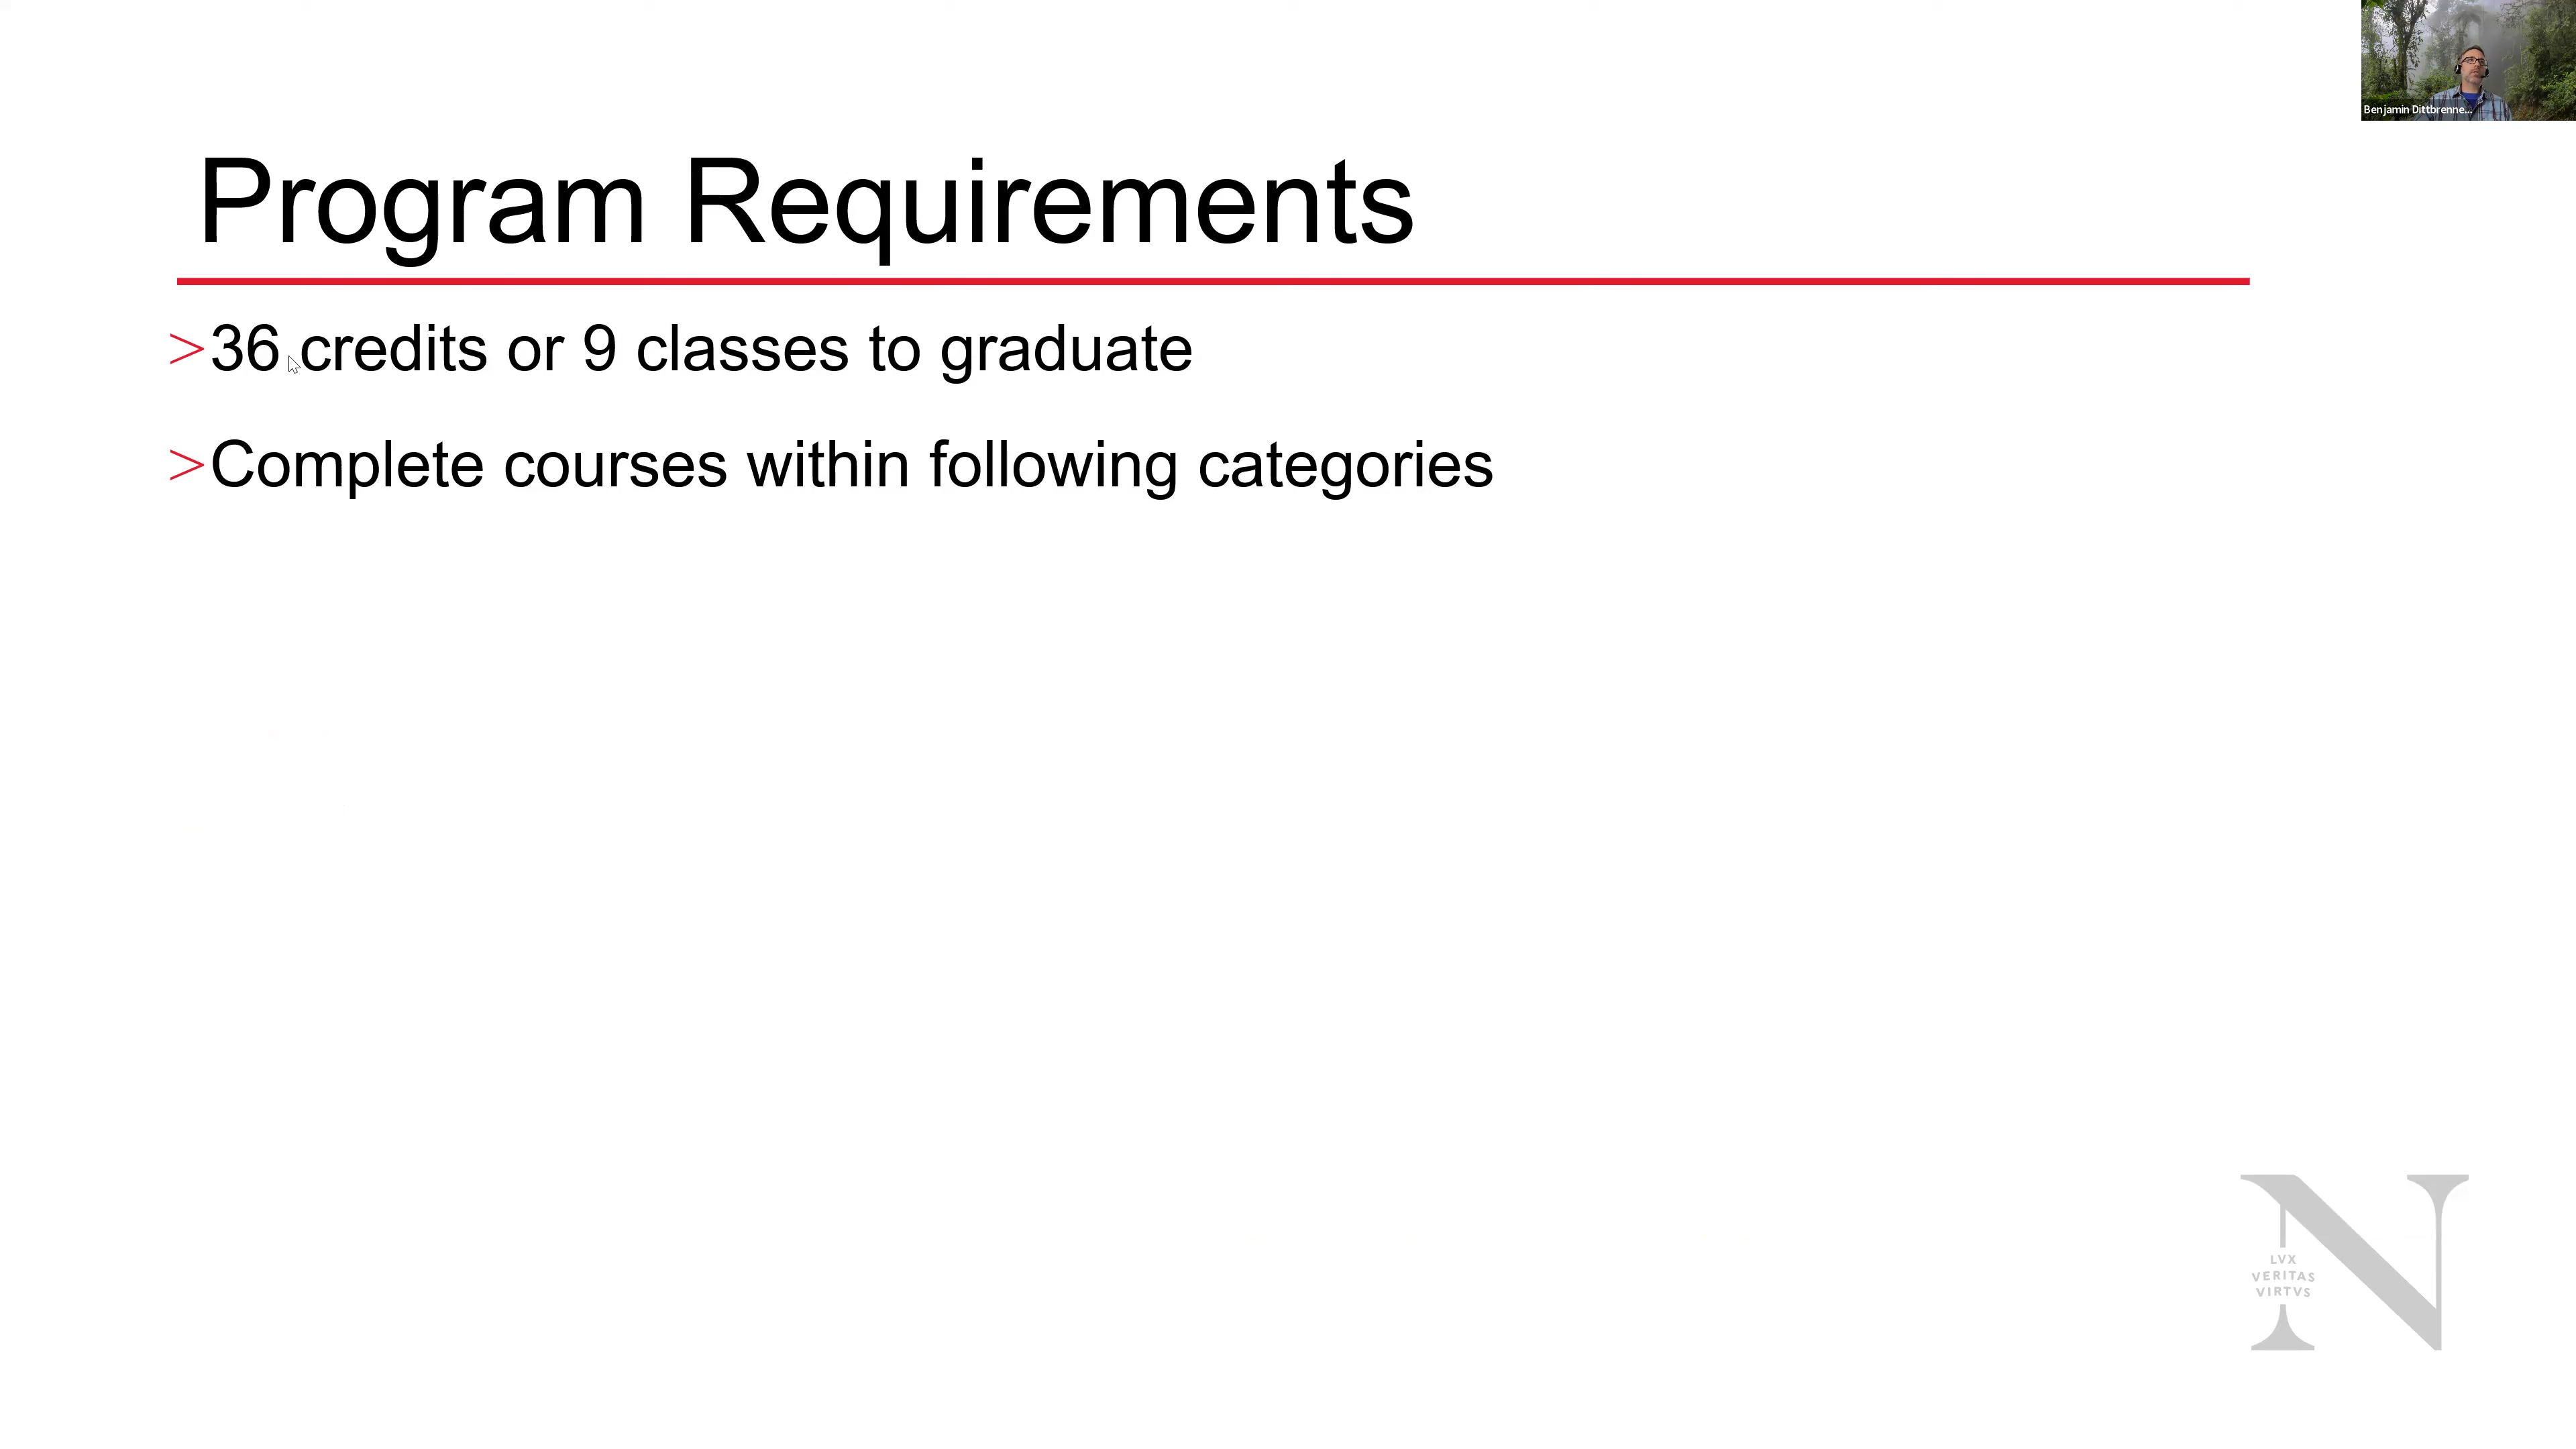 Benjamin Dittbrenne...
Program Requirements
>36 credits or 9 classes to graduate
>Complete courses within following categories
N
LVX
VERITAS
VIRTVS